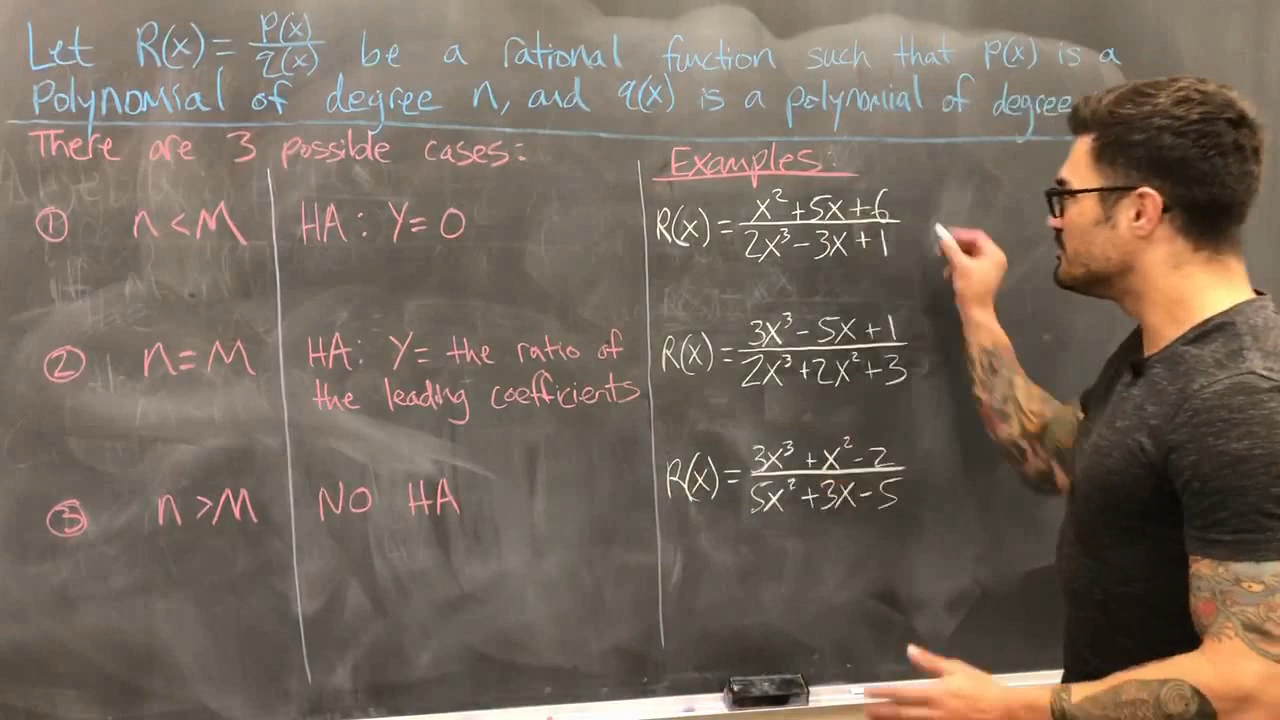 Let R(x) = P(x)/q(x) be a rational function such that P(x) is a
Polynomial of degree n, and q(x) is a polynomial of degree
There are 3 possible cases:
① n < M HA: Y = 0
② n = M HA: Y = the ratio of
the leading coefficients
③ n > M NO HA
Examples:
R(x) = (x² + 5x + 6)/(2x³ - 3x + 1)
R(x) = (3x³ - 5x + 1)/(2x³ + 2x² + 3)
R(x) = (3x³ + x² - 2)/(5x² + 3x - 5)